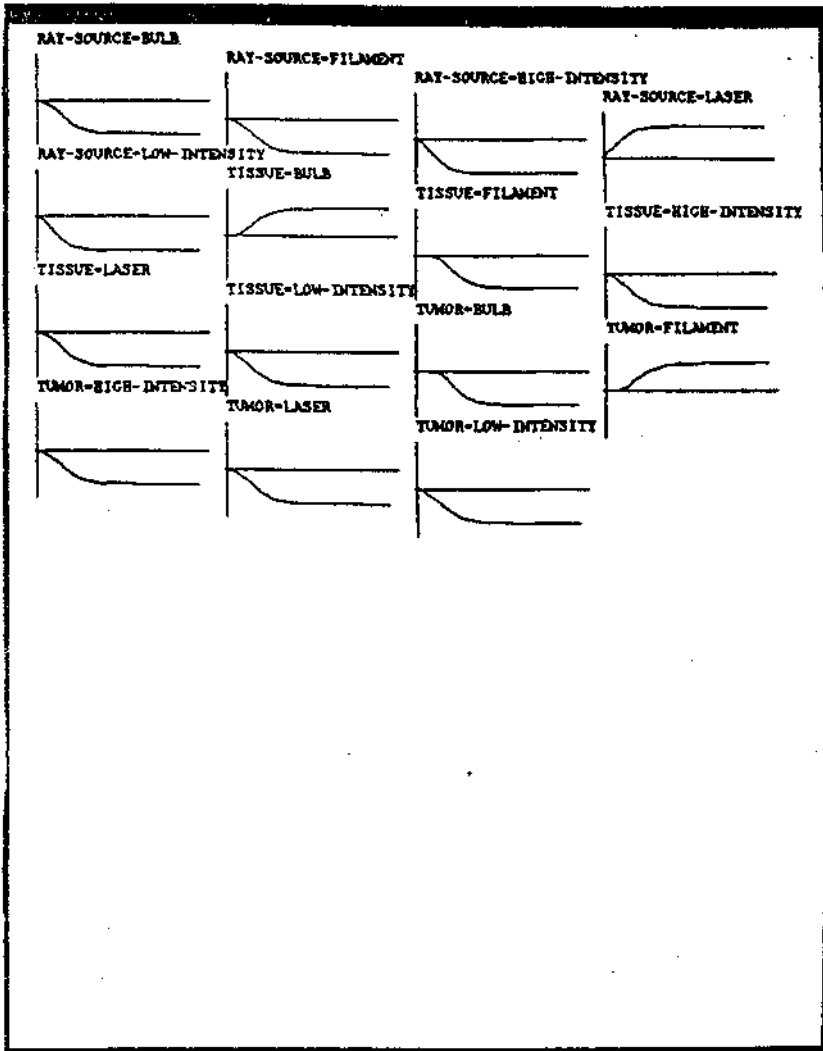 RAY-SOURCE=BULB
RAY-SOURCE=FILAMENT
RAY-SOURCE=HIGH-INTENSITY
RAY-SOURCE=LASER
RAY-SOURCE=LOW-INTENSITY
TISSUE=BULB
TISSUE=FILAMENT
TISSUE=HIGH-INTENSITY
TISSUE=LASER
TISSUE=LOW-INTENSITY
TUMOR=BULB
TUMOR=FILAMENT
TUMOR=HIGH-INTENSITY
TUMOR=LASER
TUMOR=LOW-INTENSITY